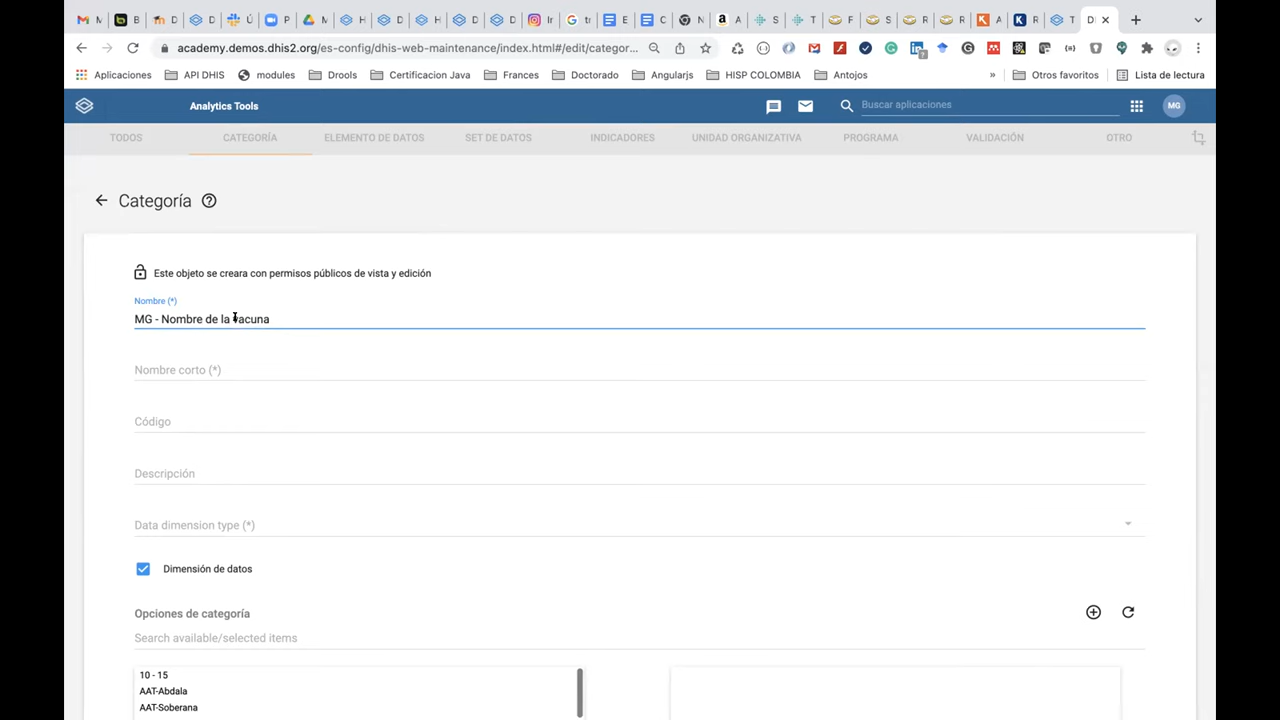 M
B
D
D
Ú
P
M
H
D
H
D
D
Ir
tr
E
C
N
A
S
T
F
S
R
R
A
R
T
D
academy.demos.dhis2.org/es-config/dhis-web-maintenance/index.html#/edit/categor...
Aplicaciones
API DHIS
modules
Drools
Certificacion Java
Frances
Doctorado
Angularjs
HISP COLOMBIA
Antojos
»
Otros favoritos
Lista de lectura
Analytics Tools
Buscar aplicaciones
MG
TODOS
CATEGORÍA
ELEMENTO DE DATOS
SET DE DATOS
INDICADORES
UNIDAD ORGANIZATIVA
PROGRAMA
VALIDACIÓN
OTRO
Categoría
Este objeto se creara con permisos públicos de vista y edición
Nombre (*)
MG - Nombre de la vacuna
Nombre corto (*)
Código
Descripción
Data dimension type (*)
Dimensión de datos
Opciones de categoría
Search available/selected items
10 - 15
AAT-Abdala
AAT-Soberana